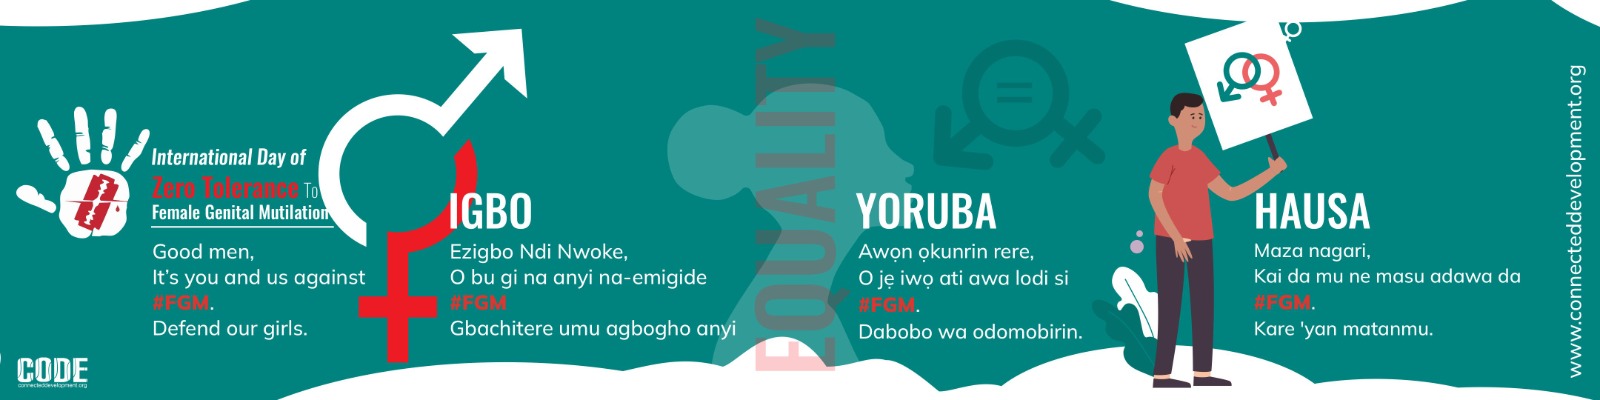 International Day of
Zero Tolerance To
Female Genital Mutilation
Good men,
It's you and us against
#FGM.
Defend our girls.
CODE
connecteddevelopment.org
IGBO
Ezigbo Ndi Nwoke,
O bu gi na anyi na-emigide
#FGM
Gbachitere umu agbogho anyi
EQUALITY
YORUBA
Awọn ọkunrin rere,
O jẹ iwọ ati awa lodi si
#FGM.
Dabobo wa odomobirin.
HAUSA
Maza nagari,
Kai da mu ne masu adawa da
#FGM.
Kare 'yan matanmu.
www.connecteddevelopment.org